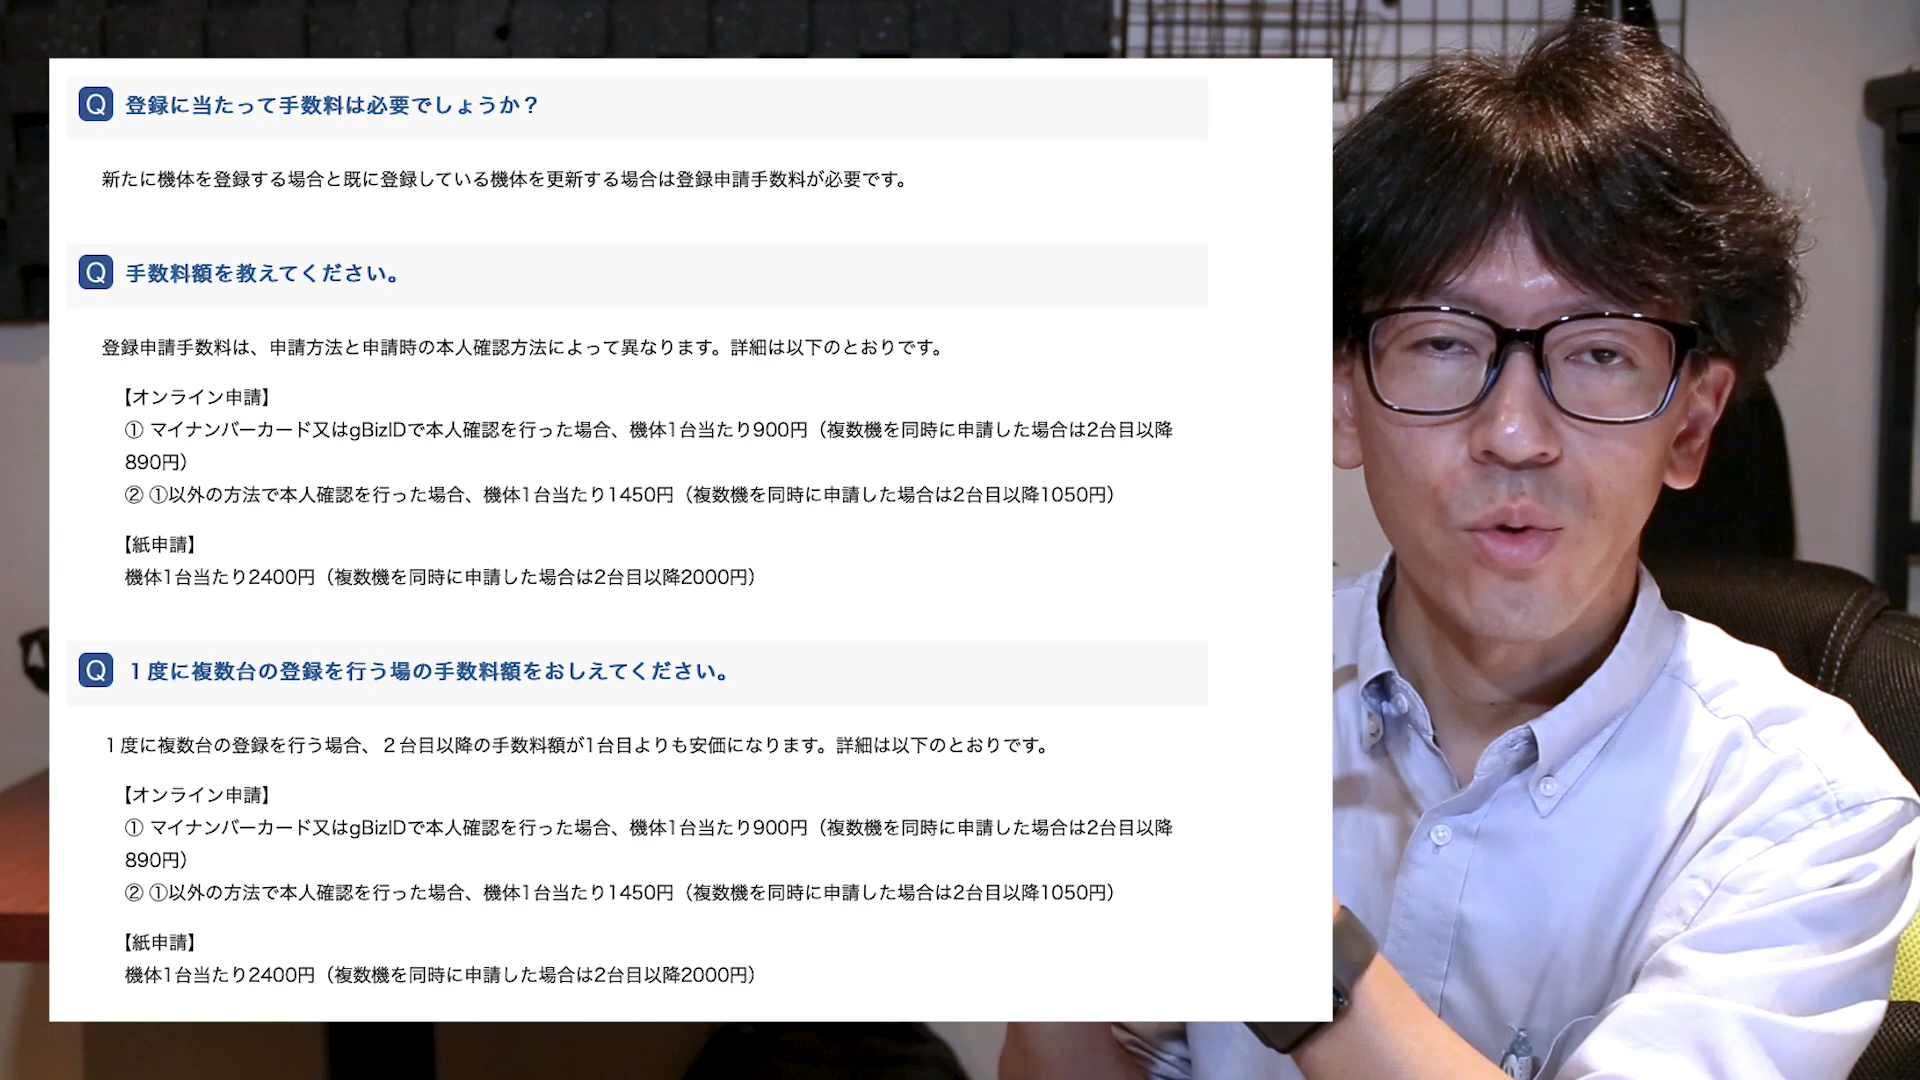 Q 登録に当たって手数料は必要でしょうか？
新たに機体を登録する場合と既に登録している機体を更新する場合は登録申請手数料が必要です。
Q 手数料額を教えてください。
登録申請手数料は、申請方法と申請時の本人確認方法によって異なります。詳細は以下のとおりです。
【オンライン申請】
① マイナンバーカード又はgBizIDで本人確認を行った場合、機体1台当たり900円（複数機を同時に申請した場合は2台目以降
890円）
② ①以外の方法で本人確認を行った場合、機体1台当たり1450円（複数機を同時に申請した場合は2台目以降1050円）
【紙申請】
機体1台当たり2400円（複数機を同時に申請した場合は2台目以降2000円）
Q １度に複数台の登録を行う場の手数料額をおしえてください。
１度に複数台の登録を行う場合、２台目以降の手数料額が1台目よりも安価になります。詳細は以下のとおりです。
【オンライン申請】
① マイナンバーカード又はgBizIDで本人確認を行った場合、機体1台当たり900円（複数機を同時に申請した場合は2台目以降
890円）
② ①以外の方法で本人確認を行った場合、機体1台当たり1450円（複数機を同時に申請した場合は2台目以降1050円）
【紙申請】
機体1台当たり2400円（複数機を同時に申請した場合は2台目以降2000円）